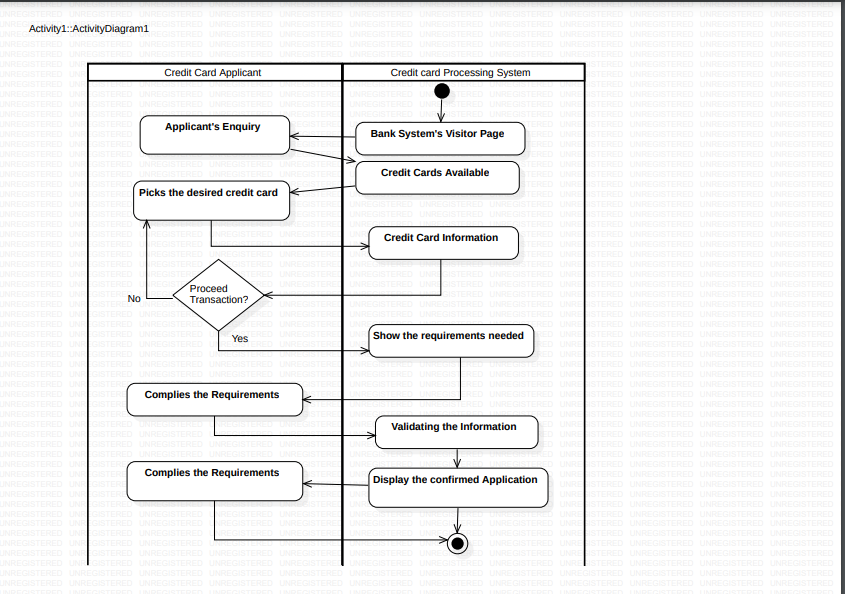 Activity1::ActivityDiagram1
Credit Card Applicant
Credit card Processing System
Applicant's Enquiry
Bank System's Visitor Page
Credit Cards Available
Picks the desired credit card
Credit Card Information
Proceed
Transaction?
No
Yes
Show the requirements needed
Complies the Requirements
Validating the Information
Complies the Requirements
Display the confirmed Application